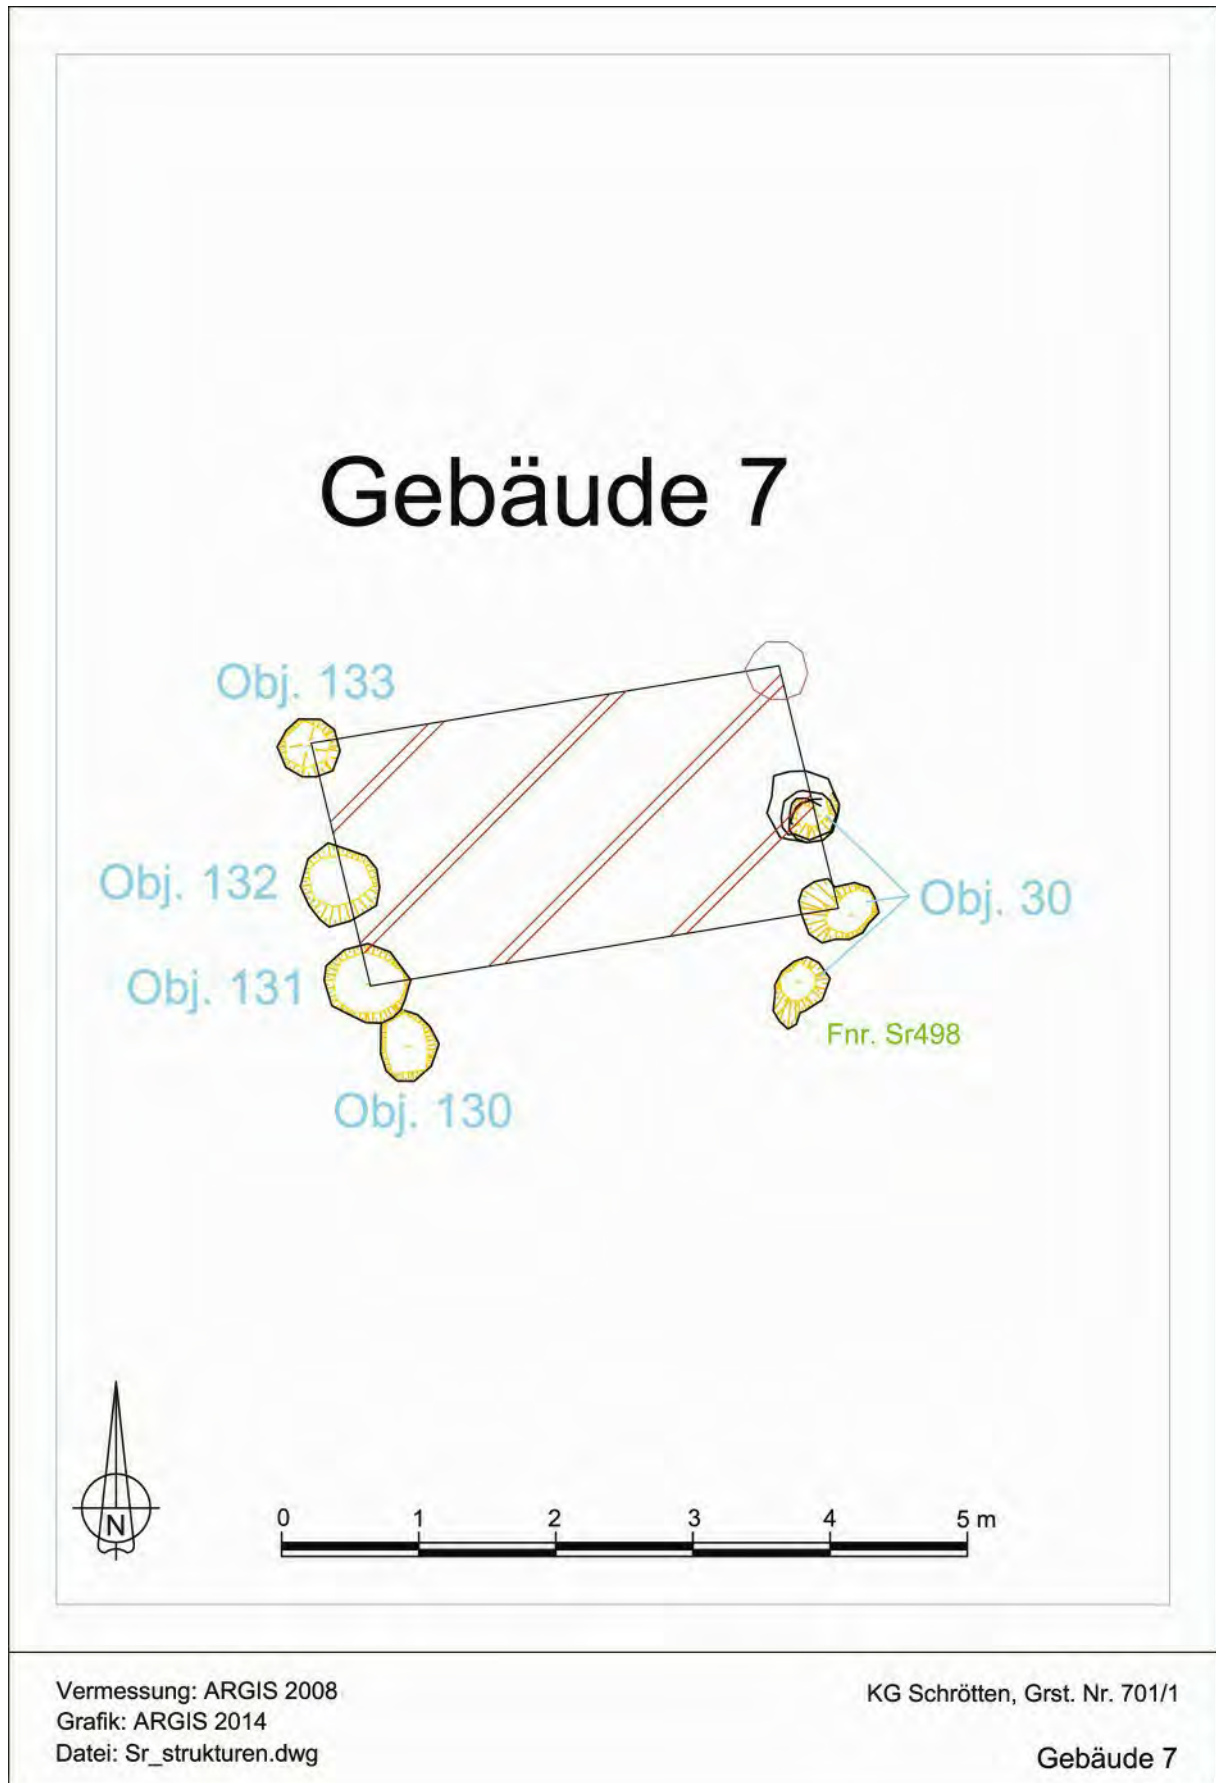 Gebäude 7
Obj. 133
Obj. 132
Obj. 30
Obj. 131
Fnr. Sr498
Obj. 130
N
0 1 2 3 4 5 m
Vermessung: ARGIS 2008
Grafik: ARGIS 2014
Datei: Sr_strukturen.dwg
KG Schrötten, Grst. Nr. 701/1
Gebäude 7